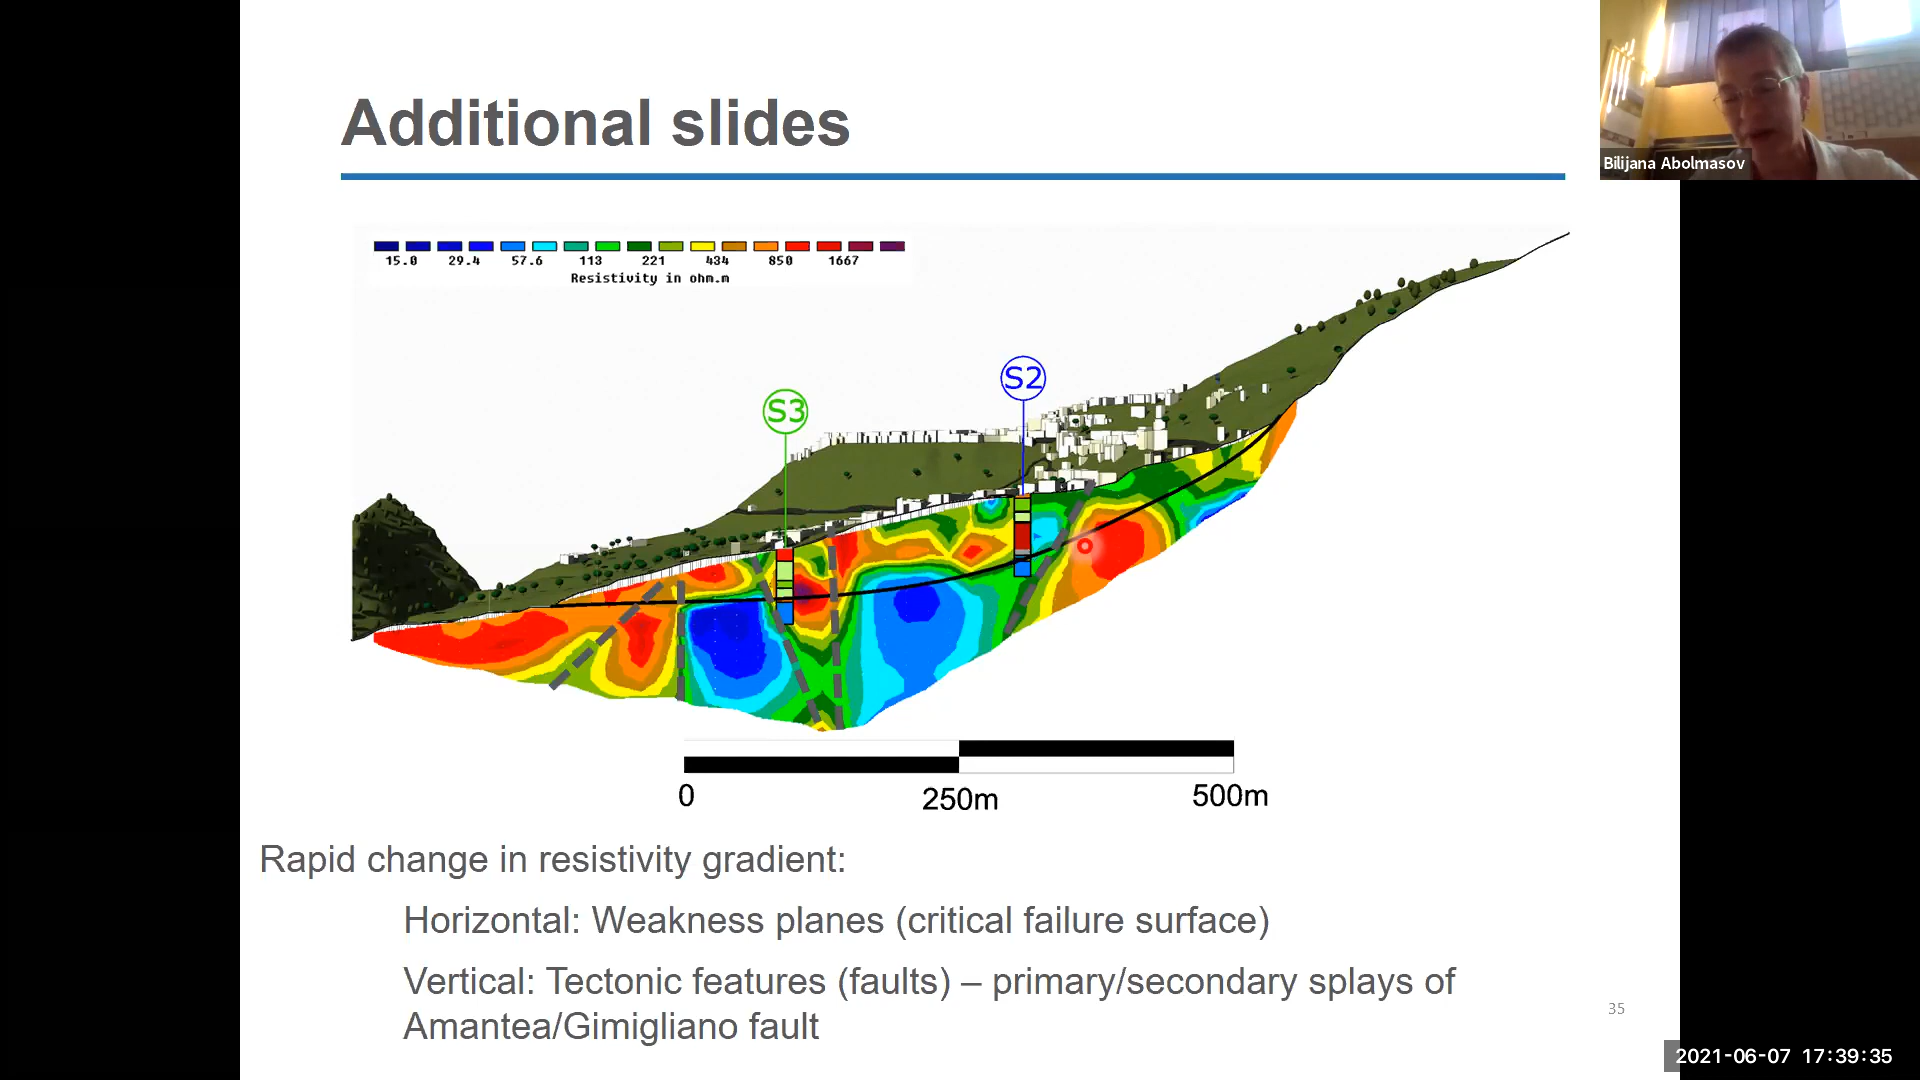 Additional slides
Bilijana Abolmasov
15.0 29.4 57.6 113 221 434 850 1667
Resistivity in ohm.m
S2
S3
0 250m 500m
Rapid change in resistivity gradient:
Horizontal: Weakness planes (critical failure surface)
Vertical: Tectonic features (faults) – primary/secondary splays of
Amantea/Gimigliano fault
35
2021-06-07 17:39:35